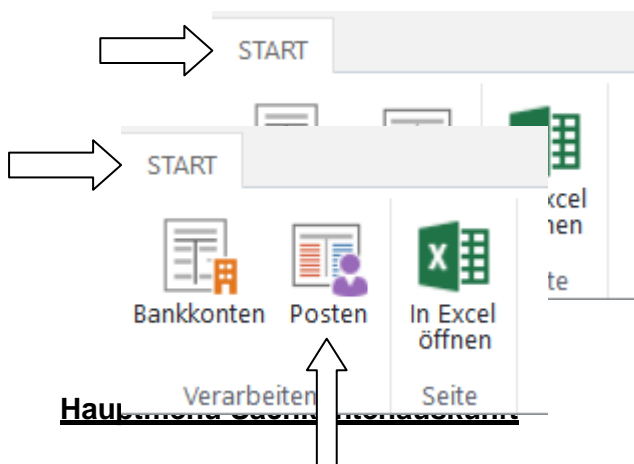 START
START
xcel
nen
te
Bankkonten Posten In Excel
öffnen
Verarbeiten Seite